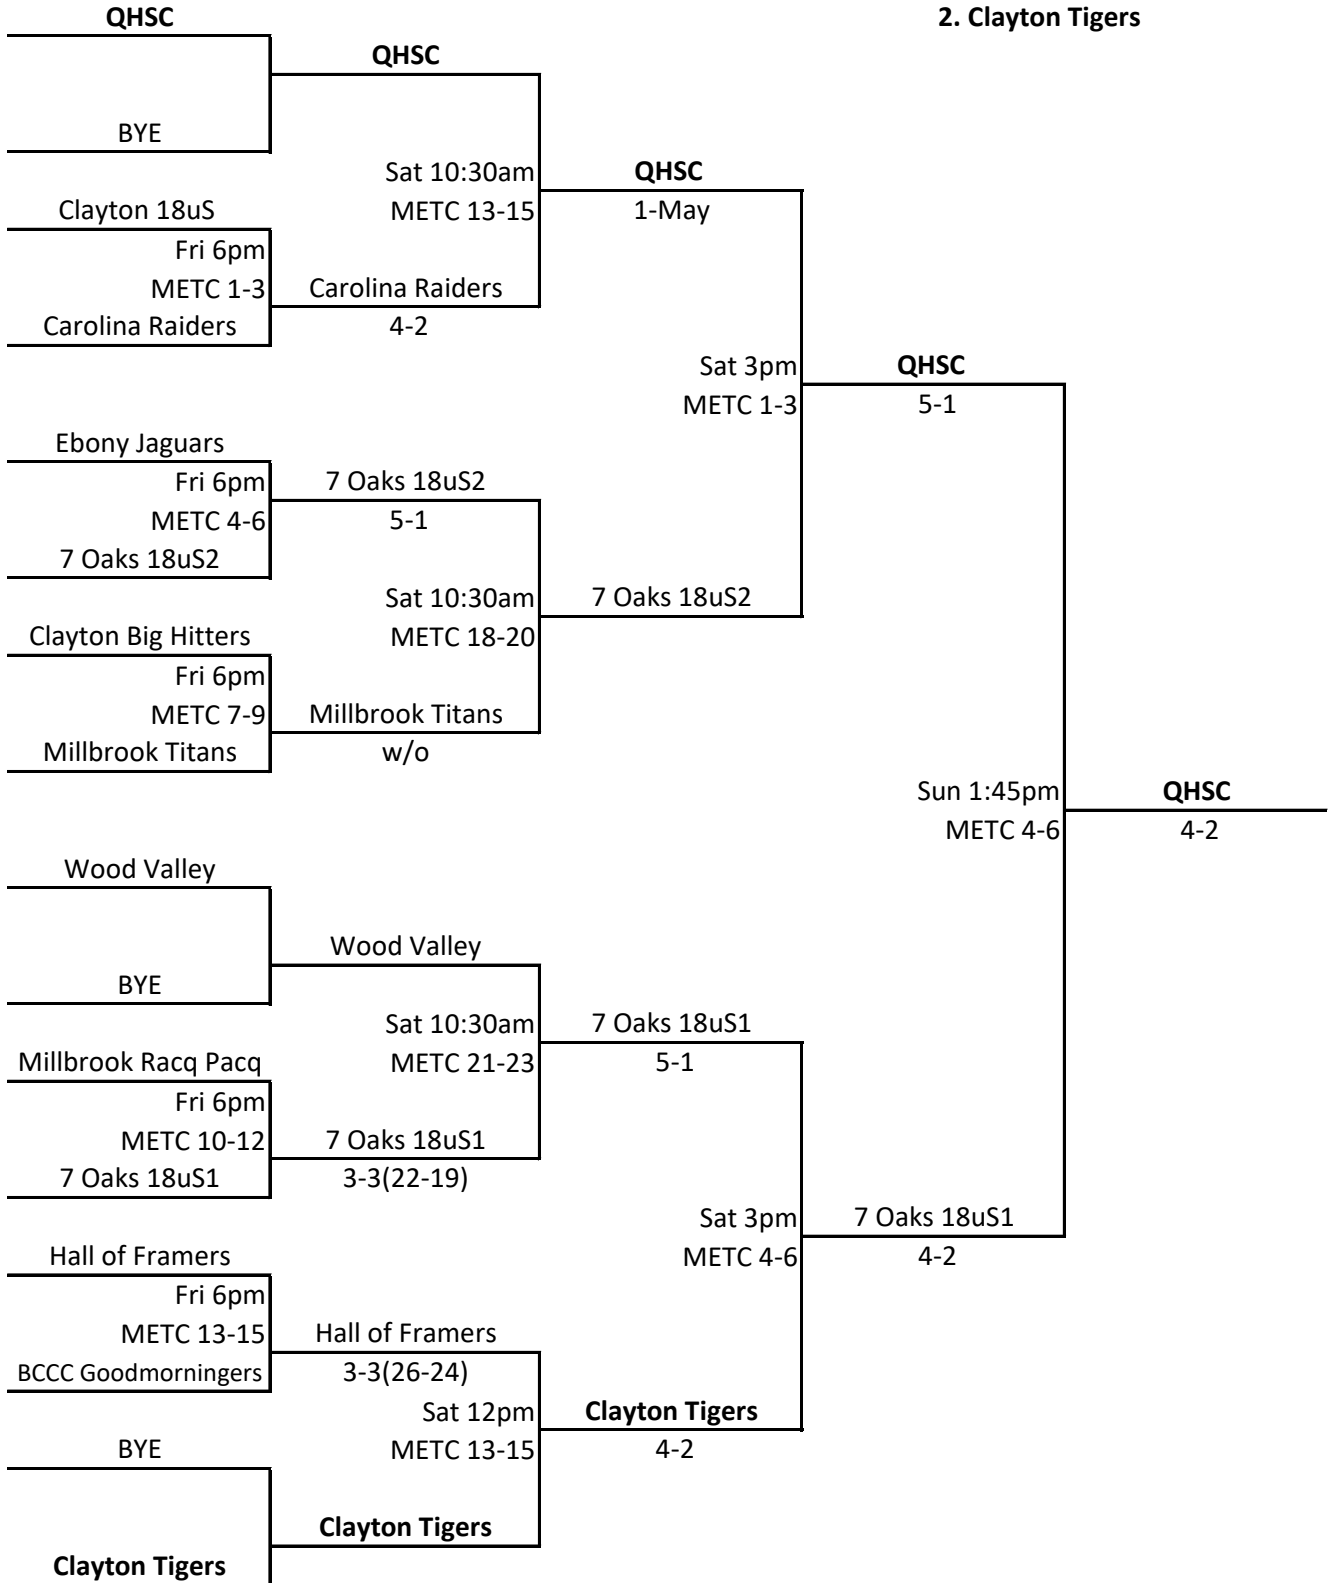 QHSC
2. Clayton Tigers
QHSC
BYE
Sat 10:30am
QHSC
METC 13-15
1-May
Clayton 18uS
Fri 6pm
METC 1-3
Carolina Raiders
Carolina Raiders
4-2
Sat 3pm
QHSC
METC 1-3
5-1
Ebony Jaguars
Fri 6pm
7 Oaks 18uS2
METC 4-6
5-1
7 Oaks 18uS2
Sat 10:30am
7 Oaks 18uS2
METC 18-20
Clayton Big Hitters
Fri 6pm
METC 7-9
Millbrook Titans
Millbrook Titans
w/o
Sun 1:45pm
QHSC
METC 4-6
4-2
Wood Valley
Wood Valley
BYE
Sat 10:30am
7 Oaks 18uS1
METC 21-23
5-1
Millbrook Racq Pacq
Fri 6pm
METC 10-12
7 Oaks 18uS1
7 Oaks 18uS1
3-3(22-19)
Sat 3pm
7 Oaks 18uS1
METC 4-6
4-2
Hall of Framers
Fri 6pm
METC 13-15
Hall of Framers
BCCC Goodmorningers
3-3(26-24)
Sat 12pm
Clayton Tigers
METC 13-15
4-2
BYE
Clayton Tigers
Clayton Tigers